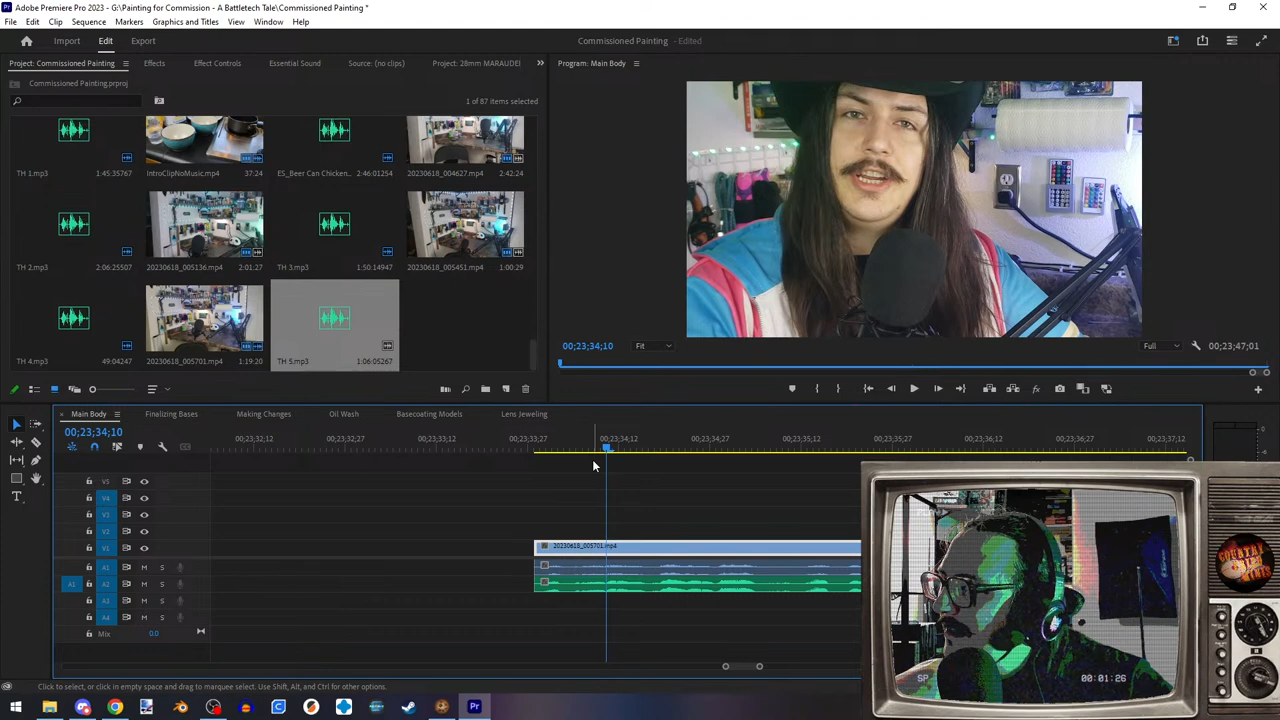 Adobe Premiere Pro 2023 - G:\Painting for Commission - A Battletech Tale\Commissioned Painting *
File Edit Clip Sequence Markers Graphics and Titles View Window Help
Import Edit Export
Commissioned Painting - Edited
Project: Commissioned Painting Effects Effect Controls Essential Sound Source: (no clips) Project: 28mm MARAUDEI
Program: Main Body
Commissioned Painting.prproj
1 of 87 items selected
TH 1.mp3 1:45:35767 IntroClipNoMusic.mp4 37:24 ES_Beer Can Chicken... 2:46:01254 20230618_004627.mp4 2:42:24
TH 2.mp3 2:06:25507 20230618_005136.mp4 2:01:27 TH 3.mp3 1:50:14947 20230618_005451.mp4 1:00:29
TH 4.mp3 49:04247 20230618_005701.mp4 1:19:20 TH 5.mp3 1:06:05267
00;23;34;10 Fit Full 00;23;47;01
Main Body Finalizing Bases Making Changes Oil Wash Basecoating Models Lens Jeweling
00;23;34;10
00;23;32;12 00;23;32;27 00;23;33;12 00;23;33;27 00;23;34;12 00;23;34;27 00;23;35;12 00;23;35;27 00;23;36;12 00;23;36;27 00;23;37;12
0
-6
V5
V4
V3
V2
V1
20230618_005701.mp4
A1 M S
A1 A2 M S
A3 M S
A4 M S
Mix 0.0
COUNTRY
MINTS
SP 00:01:26
Click to select, or click in empty space and drag to marquee select. Use Shift, Alt, and Ctrl for other options.